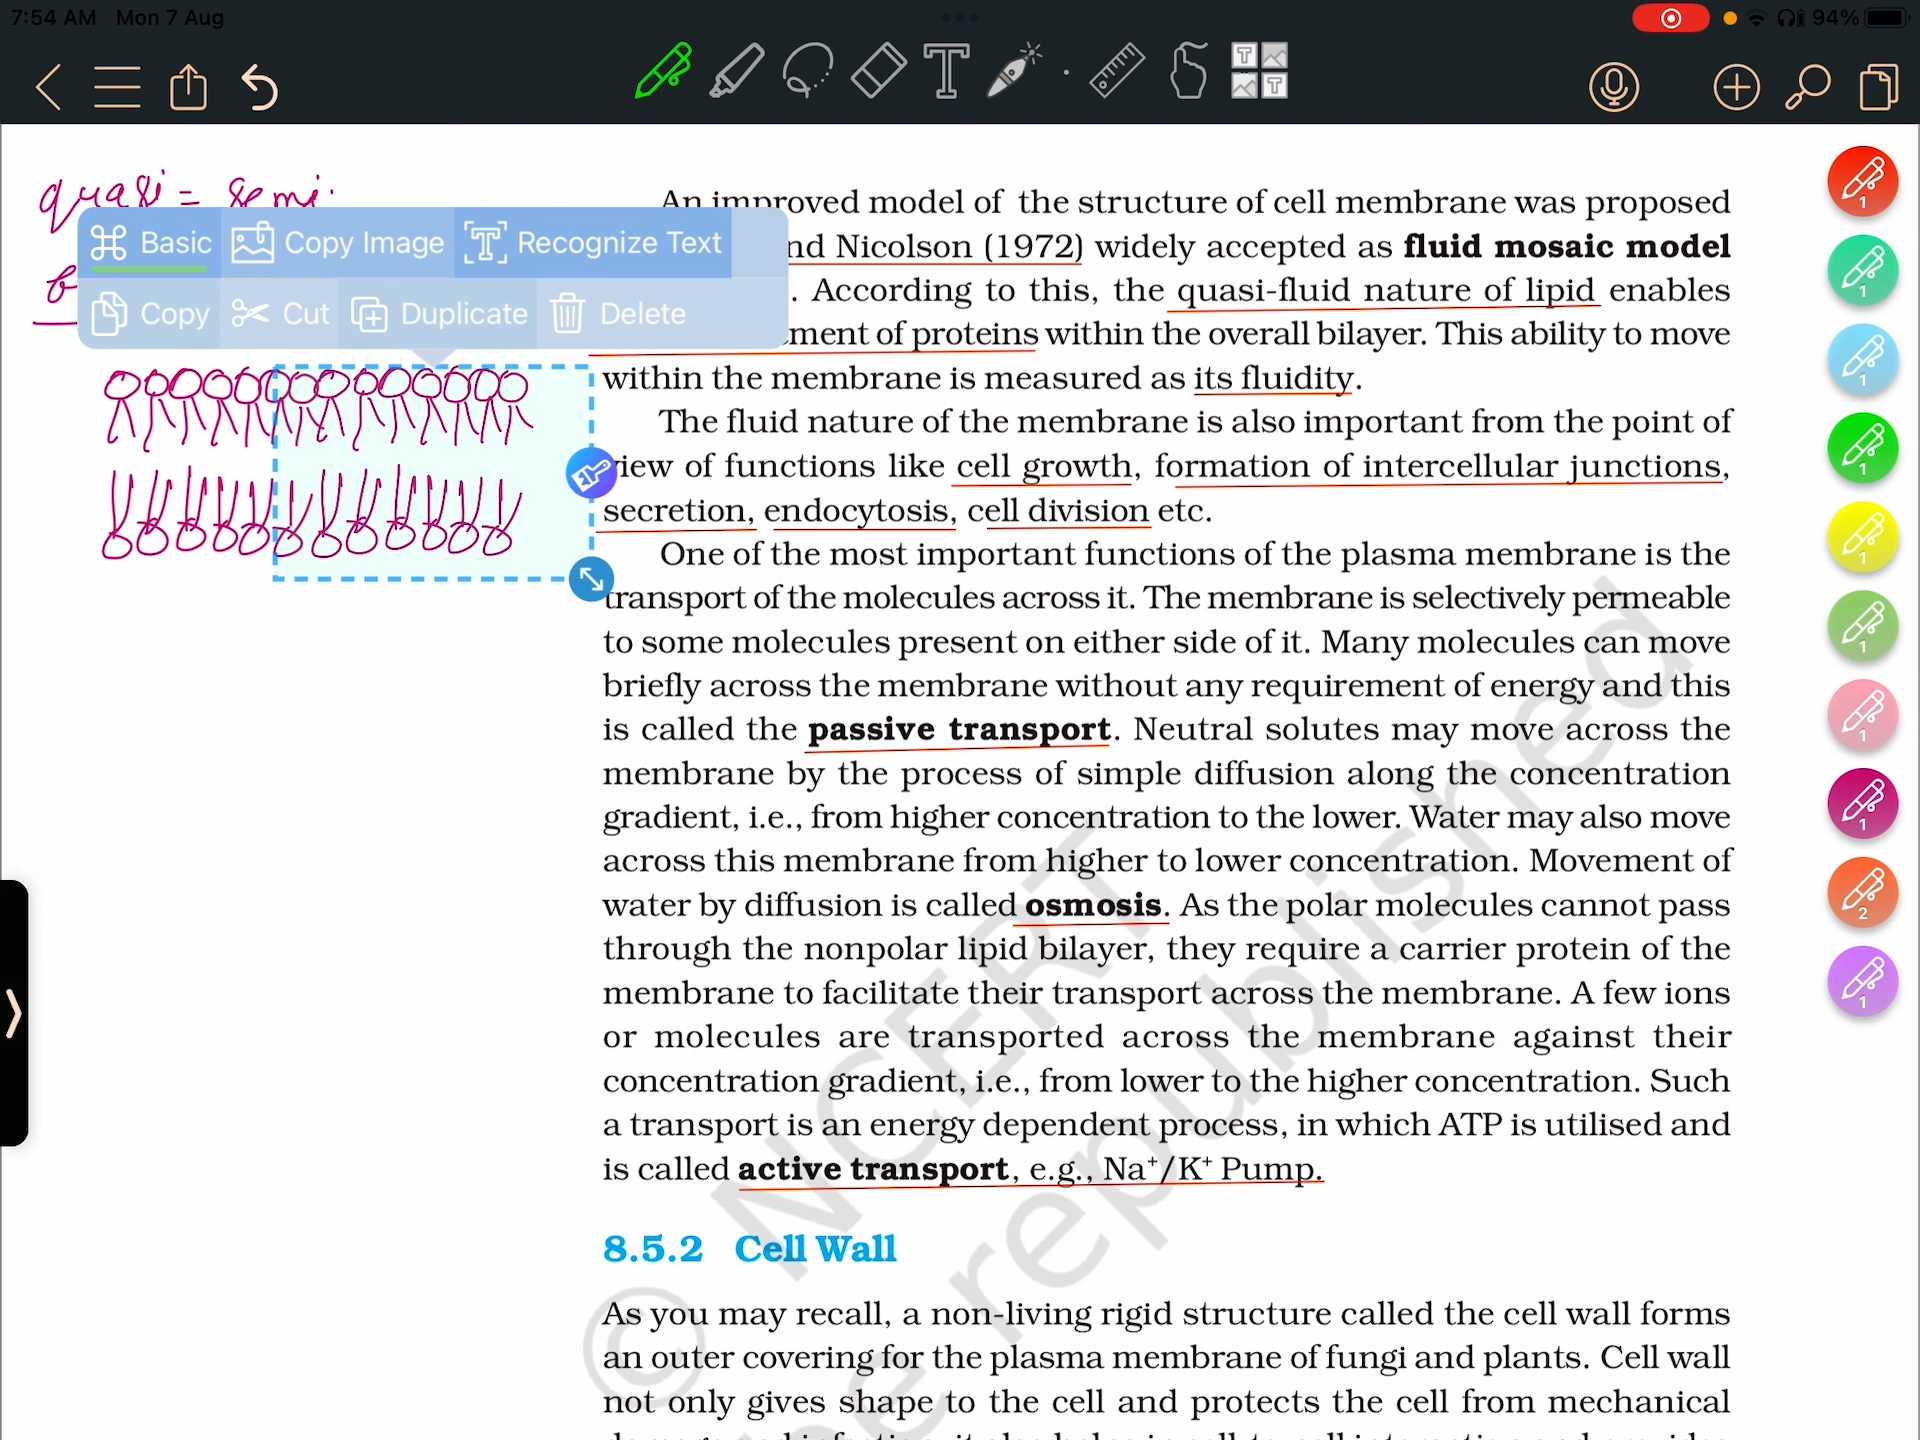 7:54 AM Mon 7 Aug
94%
quasi = semi.
Basic Copy Image Recognize Text
Copy Cut Duplicate Delete
An improved model of the structure of cell membrane was proposed
nd Nicolson (1972) widely accepted as fluid mosaic model
. According to this, the quasi-fluid nature of lipid enables
ment of proteins within the overall bilayer. This ability to move
within the membrane is measured as its fluidity.
The fluid nature of the membrane is also important from the point of
view of functions like cell growth, formation of intercellular junctions,
secretion, endocytosis, cell division etc.
One of the most important functions of the plasma membrane is the
transport of the molecules across it. The membrane is selectively permeable
to some molecules present on either side of it. Many molecules can move
briefly across the membrane without any requirement of energy and this
is called the passive transport. Neutral solutes may move across the
membrane by the process of simple diffusion along the concentration
gradient, i.e., from higher concentration to the lower. Water may also move
across this membrane from higher to lower concentration. Movement of
water by diffusion is called osmosis. As the polar molecules cannot pass
through the nonpolar lipid bilayer, they require a carrier protein of the
membrane to facilitate their transport across the membrane. A few ions
or molecules are transported across the membrane against their
concentration gradient, i.e., from lower to the higher concentration. Such
a transport is an energy dependent process, in which ATP is utilised and
is called active transport, e.g., Na⁺/K⁺ Pump.
8.5.2 Cell Wall
As you may recall, a non-living rigid structure called the cell wall forms
an outer covering for the plasma membrane of fungi and plants. Cell wall
not only gives shape to the cell and protects the cell from mechanical
© NCERT
republished
1
1
1
1
1
1
1
1
2
1